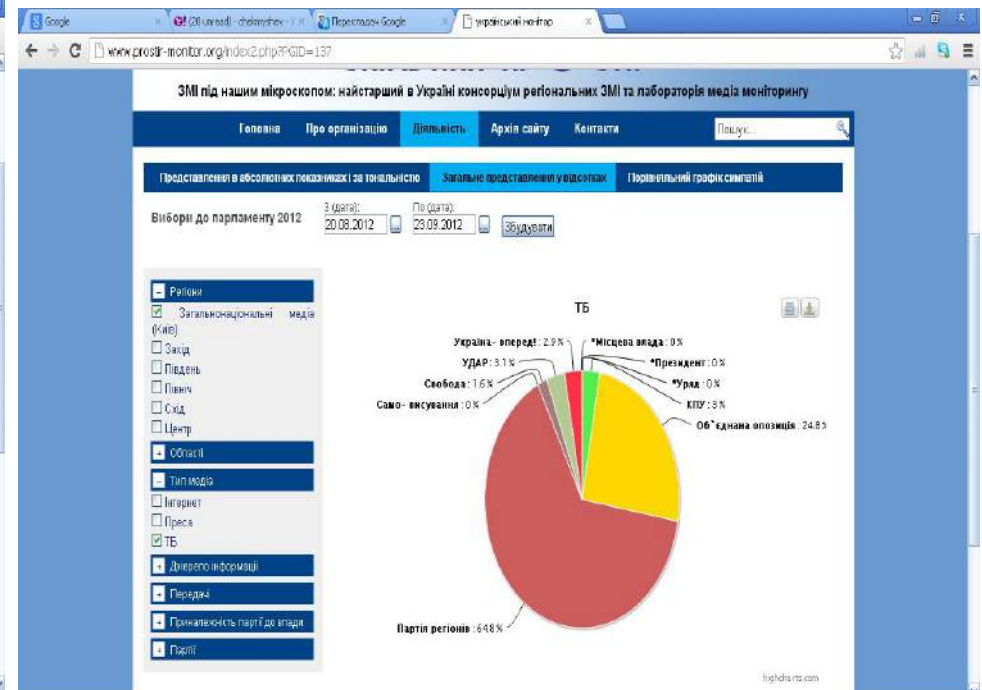 Google
(20 unread) - chekmyshev - Y
Перекладач Google
український монітор
www.prostir-monitor.org/index2.php?PGID=137
ЗМІ під нашим мікроскопом: найстарший в Україні консорціум регіональних ЗМІ та лабораторія медіа моніторингу
Головна Про організацію Діяльність Архів сайту Контакти Пошук...
Представлення в абсолютних показниках і за тональністю Загальне представлення у відсотках Порівняльний графік симпатій
Вибори до парламенту 2012
З (дата): По (дата):
20.08.2012 ... 23.09.2012 ... Збудувати
- Регіони
Загальнонаціональні медіа
(Київ)
Захід
Південь
Північ
Схід
Центр
+ Області
- Тип медіа
Інтернет
Преса
ТБ
+ Джерело інформації
+ Передачі
+ Приналежність партії до влади
+ Партії
ТБ
Україна- вперед!: 2.9%
*Місцева влада: 0%
УДАР: 3.1%
*Президент: 0%
Свобода: 1.6%
*Уряд: 0%
Само- висування: 0%
КПУ: 3%
Об`єднана опозиція: 24.8%
Партія регіонів: 64.8%
highcharts.com